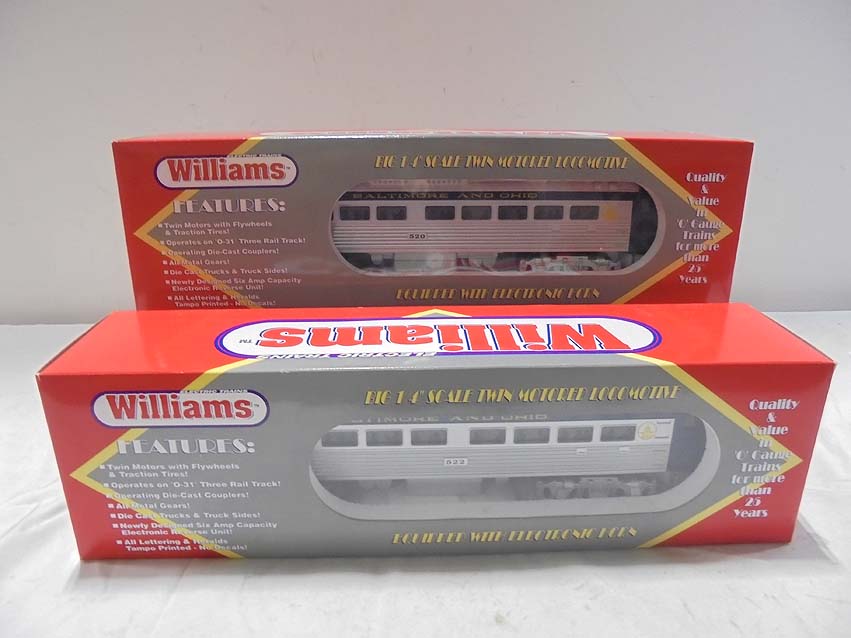 ELECTRIC TRAINS
Williams™
BIG 1/4" SCALE TWIN MOTORED LOCOMOTIVE
FEATURES:
Twin Motors with Flywheels
& Traction Tires!
Operates on 'O-31' Three Rail Track!
Operating Die-Cast Couplers!
All Metal Gears!
Die Cast Trucks & Truck Sides!
Newly Designed Six Amp Capacity
Electronic Reverse Unit!
All Lettering & Heralds
Tampo Printed - No Decals!
BALTIMORE AND OHIO
520
EQUIPPED WITH ELECTRONIC HORN
Quality
&
Value
in
'O' Gauge
Trains
for more
than
25
Years
Williams™
ELECTRIC TRAINS
ELECTRIC TRAINS
Williams™
BIG 1/4" SCALE TWIN MOTORED LOCOMOTIVE
FEATURES:
Twin Motors with Flywheels
& Traction Tires!
Operates on 'O-31' Three Rail Track!
Operating Die-Cast Couplers!
All Metal Gears!
Die Cast Trucks & Truck Sides!
Newly Designed Six Amp Capacity
Electronic Reverse Unit!
All Lettering & Heralds
Tampo Printed - No Decals!
LTIMORE AND OHIO
522
EQUIPPED WITH ELECTRONIC HORN
Quality
&
Value
in
'O' Gauge
Trains
for more
than
25
Years